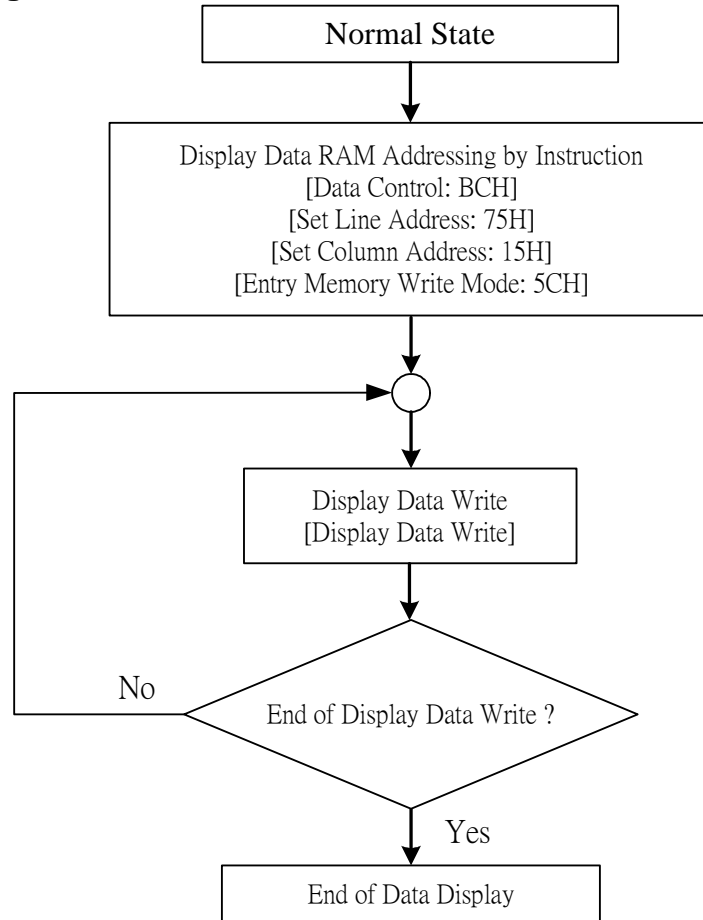 Normal State
Display Data RAM Addressing by Instruction
[Data Control: BCH]
[Set Line Address: 75H]
[Set Column Address: 15H]
[Entry Memory Write Mode: 5CH]
Display Data Write
[Display Data Write]
No
End of Display Data Write ?
Yes
End of Data Display